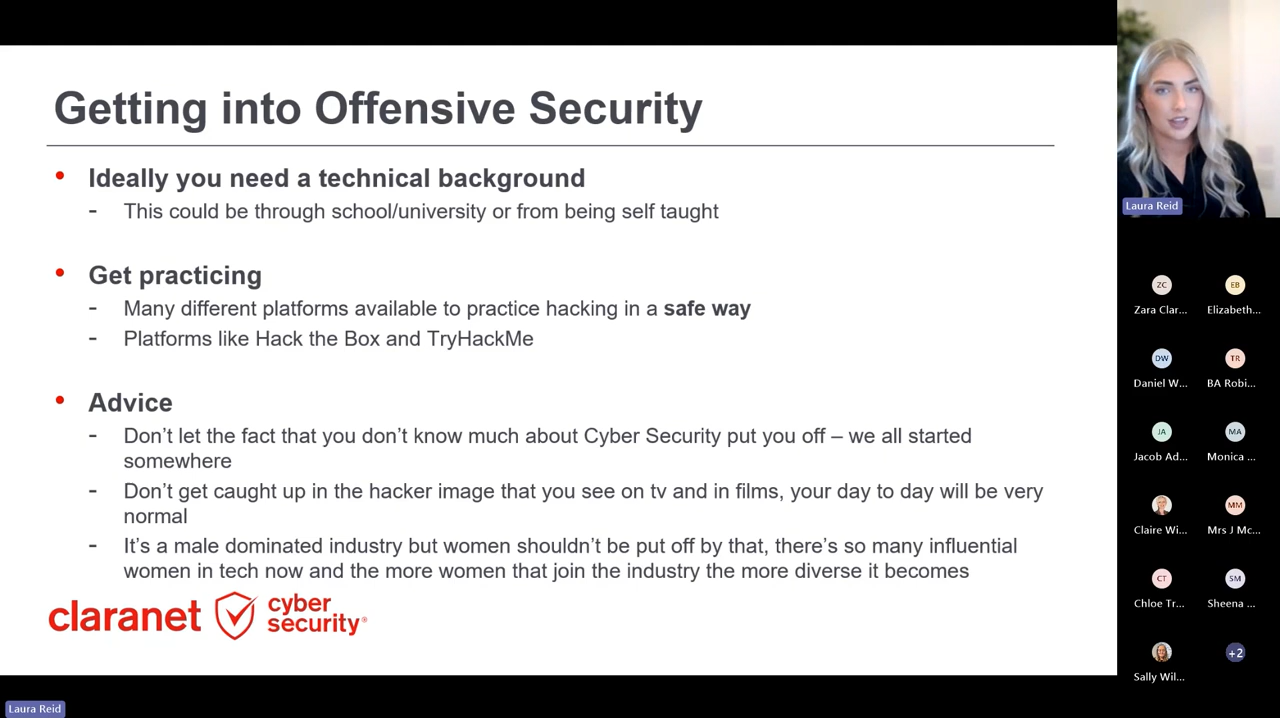 Getting into Offensive Security
• Ideally you need a technical background
- This could be through school/university or from being self taught
• Get practicing
- Many different platforms available to practice hacking in a safe way
- Platforms like Hack the Box and TryHackMe
• Advice
- Don't let the fact that you don't know much about Cyber Security put you off – we all started
somewhere
- Don't get caught up in the hacker image that you see on tv and in films, your day to day will be very
normal
- It's a male dominated industry but women shouldn't be put off by that, there's so many influential
women in tech now and the more women that join the industry the more diverse it becomes
claranet cyber
security®
Laura Reid
Laura Reid
ZC EB
Zara Clar... Elizabeth...
DW TR
Daniel W... BA Robi...
JA MA
Jacob Ad... Monica ...
MM
Claire Wi... Mrs J Mc...
CT SM
Chloe Tr... Sheena ...
+2
Sally Wil...